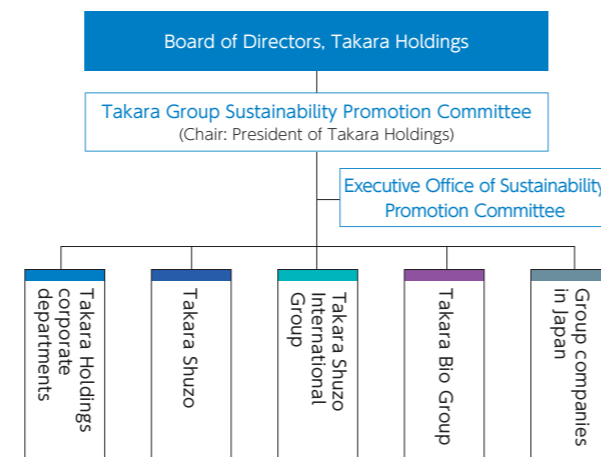 Board of Directors, Takara Holdings
Takara Group Sustainability Promotion Committee
(Chair: President of Takara Holdings)
Executive Office of Sustainability
Promotion Committee
Takara Holdings
corporate
departments
Takara Shuzo
Takara Shuzo
International
Group
Takara Bio Group
Group companies
in Japan